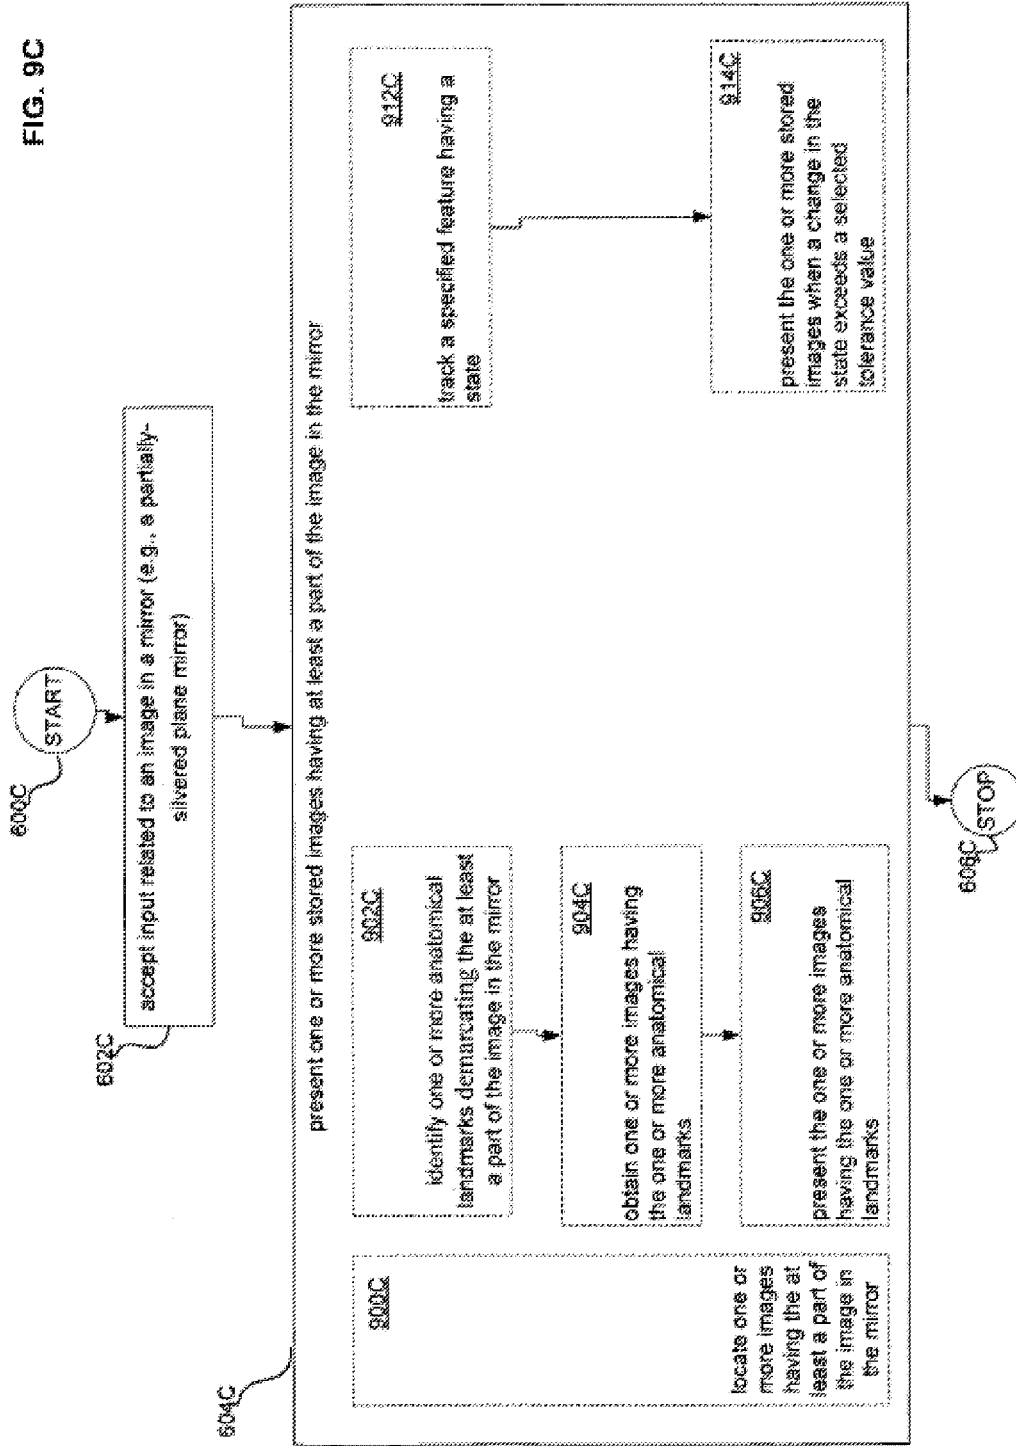 FIG. 9C
600C
START
602C
accept input related to an image in a mirror (e.g., a partially-
silvered plane mirror)
604C
present one or more stored images having at least a part of the image in the mirror
900C
locate one or
more images
having the at
least a part of
the image in
the mirror
902C
identify one or more anatomical
landmarks demarcating the at least
a part of the image in the mirror
904C
obtain one or more images having
the one or more anatomical
landmarks
906C
present the one or more images
having the one or more anatomical
landmarks
912C
track a specified feature having a
state
914C
present the one or more stored
images when a change in the
state exceeds a selected
tolerance value
606C
STOP